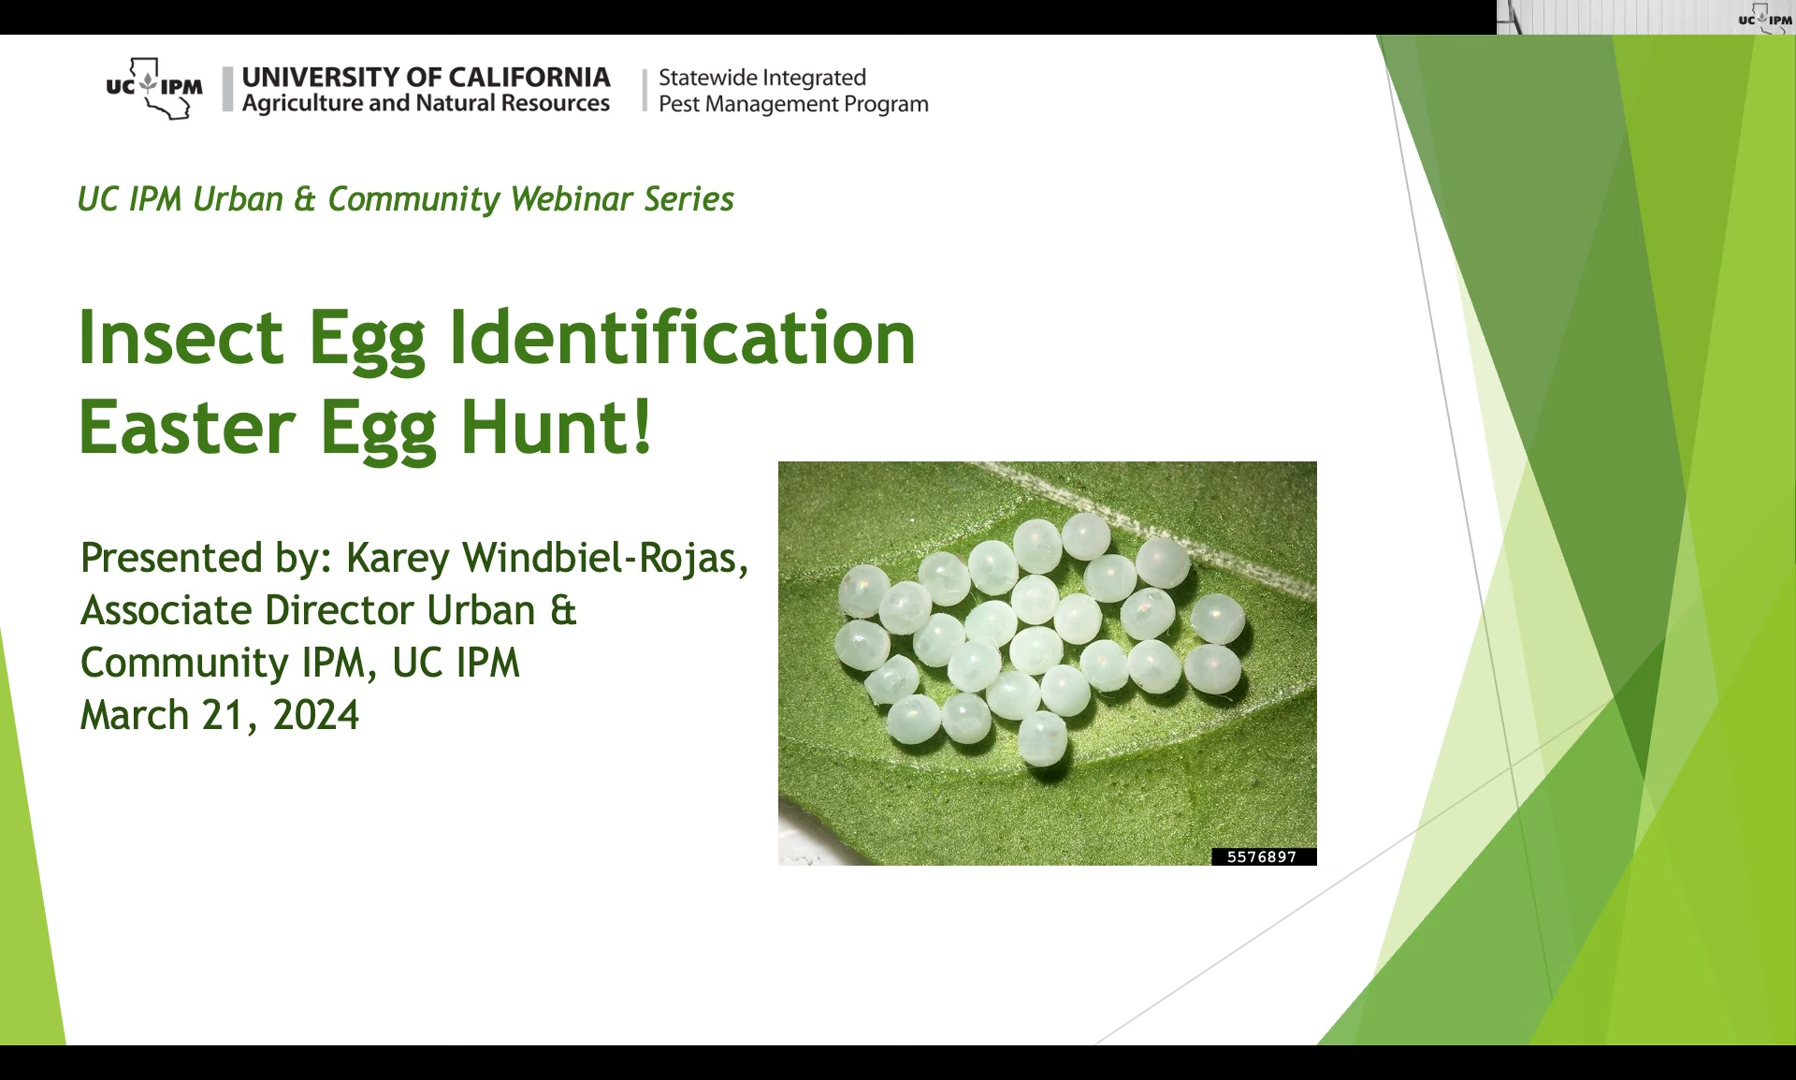 UC IPM
UC IPM
UNIVERSITY OF CALIFORNIA
Agriculture and Natural Resources
Statewide Integrated
Pest Management Program
UC IPM Urban & Community Webinar Series
Insect Egg Identification
Easter Egg Hunt!
Presented by: Karey Windbiel-Rojas,
Associate Director Urban &
Community IPM, UC IPM
March 21, 2024
5576897